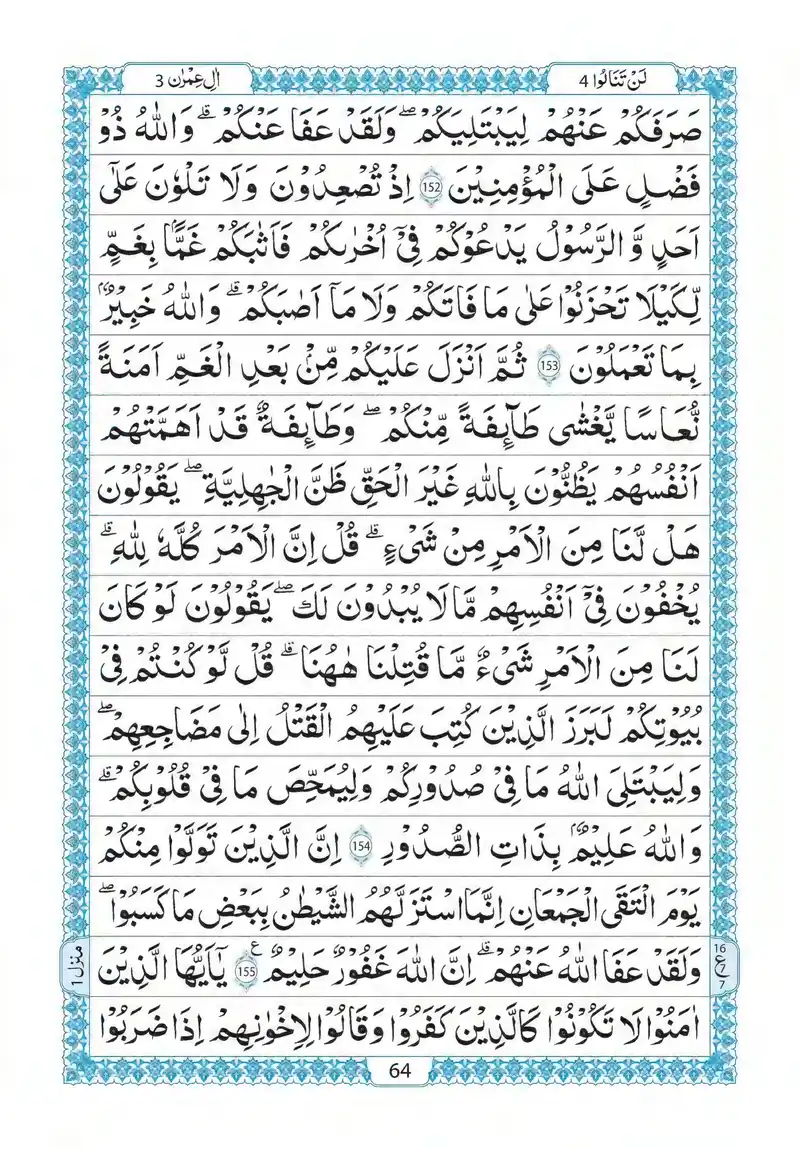 لَنْ تَنَالُوا 4
اٰلِ عِمْرٰن 3
صَرَفَكُمْ عَنْهُمْ لِيَبْتَلِيَكُمْ ۖ وَلَقَدْ عَفَا عَنْكُمْ ۗ وَاللّٰهُ ذُوْ
فَضْلٍ عَلَى الْمُؤْمِنِيْنَ 152 اِذْ تُصْعِدُوْنَ وَلَا تَلْوٗنَ عَلٰٓى
اَحَدٍ وَّ الرَّسُوْلُ يَدْعُوْكُمْ فِيْٓ اُخْرٰىكُمْ فَاَثَابَكُمْ غَمًّۢا بِغَمٍّ
لِّكَيْلَا تَحْزَنُوْا عَلٰى مَا فَاتَكُمْ وَلَا مَآ اَصَابَكُمْ ۗ وَاللّٰهُ خَبِيْرٌۢ
بِمَا تَعْمَلُوْنَ 153 ثُمَّ اَنْزَلَ عَلَيْكُمْ مِّنْۢ بَعْدِ الْغَمِّ اَمَنَةً
نُّعَاسًا يَّغْشٰى طَآئِفَةً مِّنْكُمْ ۖ وَطَآئِفَةٌ قَدْ اَهَمَّتْهُمْ
اَنْفُسُهُمْ يَظُنُّوْنَ بِاللّٰهِ غَيْرَ الْحَقِّ ظَنَّ الْجٰهِلِيَّةِ ۖ يَقُوْلُوْنَ
هَلْ لَّنَا مِنَ الْاَمْرِ مِنْ شَيْءٍ ۗ قُلْ اِنَّ الْاَمْرَ كُلَّهٗ لِلّٰهِ ۗ
يُخْفُوْنَ فِيْٓ اَنْفُسِهِمْ مَّا لَا يُبْدُوْنَ لَكَ ۖ يَقُوْلُوْنَ لَوْ كَانَ
لَنَا مِنَ الْاَمْرِ شَيْءٌ مَّا قُتِلْنَا هٰهُنَا ۗ قُلْ لَّوْ كُنْتُمْ فِيْ
بُيُوْتِكُمْ لَبَرَزَ الَّذِيْنَ كُتِبَ عَلَيْهِمُ الْقَتْلُ اِلٰى مَضَاجِعِهِمْ ۖ
وَلِيَبْتَلِيَ اللّٰهُ مَا فِيْ صُدُوْرِكُمْ وَلِيُمَحِّصَ مَا فِيْ قُلُوْبِكُمْ ۗ
وَاللّٰهُ عَلِيْمٌۢ بِذَاتِ الصُّدُوْرِ 154 اِنَّ الَّذِيْنَ تَوَلَّوْا مِنْكُمْ
يَوْمَ الْتَقَى الْجَمْعَانِ اِنَّمَا اسْتَزَلَّهُمُ الشَّيْطٰنُ بِبَعْضِ مَا كَسَبُوْا ۖ
وَلَقَدْ عَفَا اللّٰهُ عَنْهُمْ ۗ اِنَّ اللّٰهَ غَفُوْرٌ حَلِيْمٌ ع 155 يٰٓاَيُّهَا الَّذِيْنَ
16
ع 7
7
منزل 1
اٰمَنُوْا لَا تَكُوْنُوْا كَالَّذِيْنَ كَفَرُوْا وَقَالُوْا لِاِخْوَانِهِمْ اِذَا ضَرَبُوْا
64